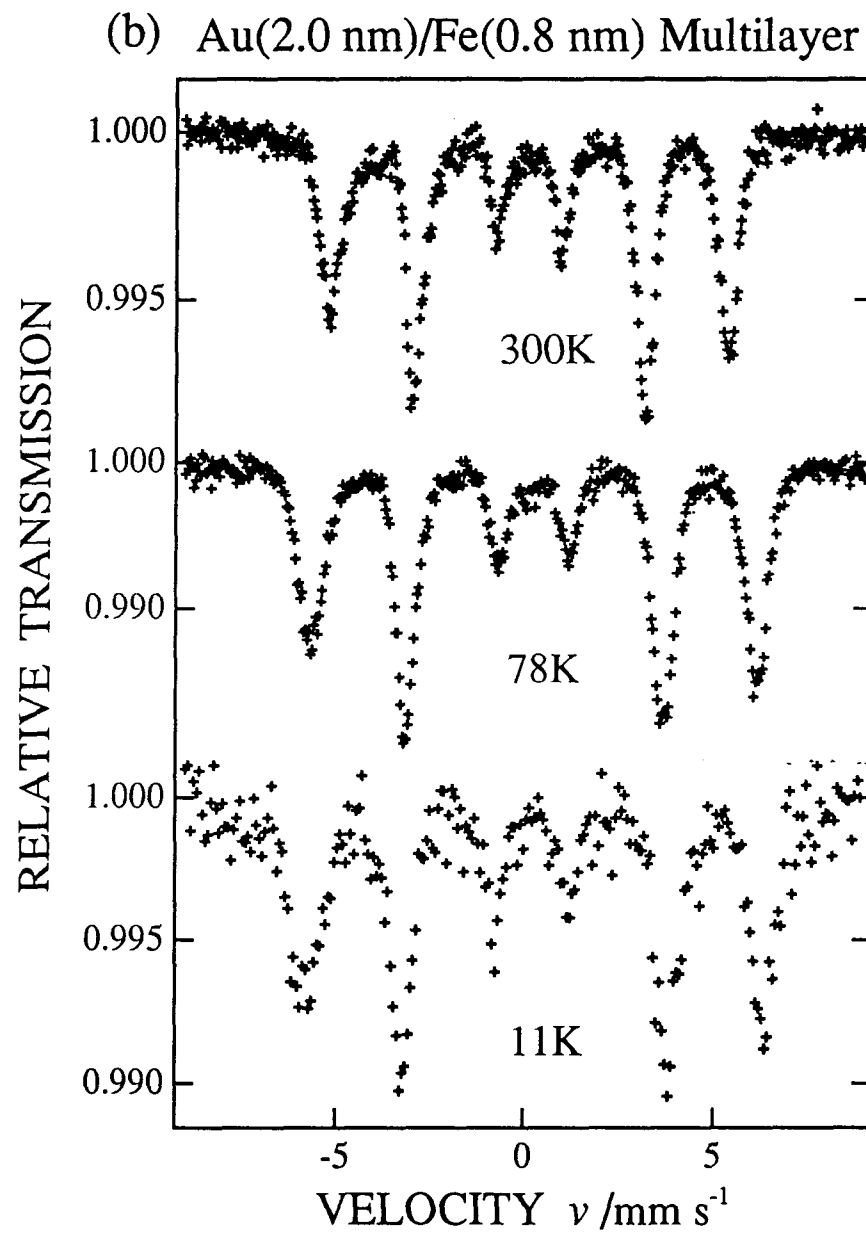 (b) Au(2.0 nm)/Fe(0.8 nm) Multilayer
1.000
0.995
300K
1.000
0.990
78K
1.000
0.995
0.990
11K
-5 0 5
VELOCITY ν /mm s⁻¹
RELATIVE TRANSMISSION